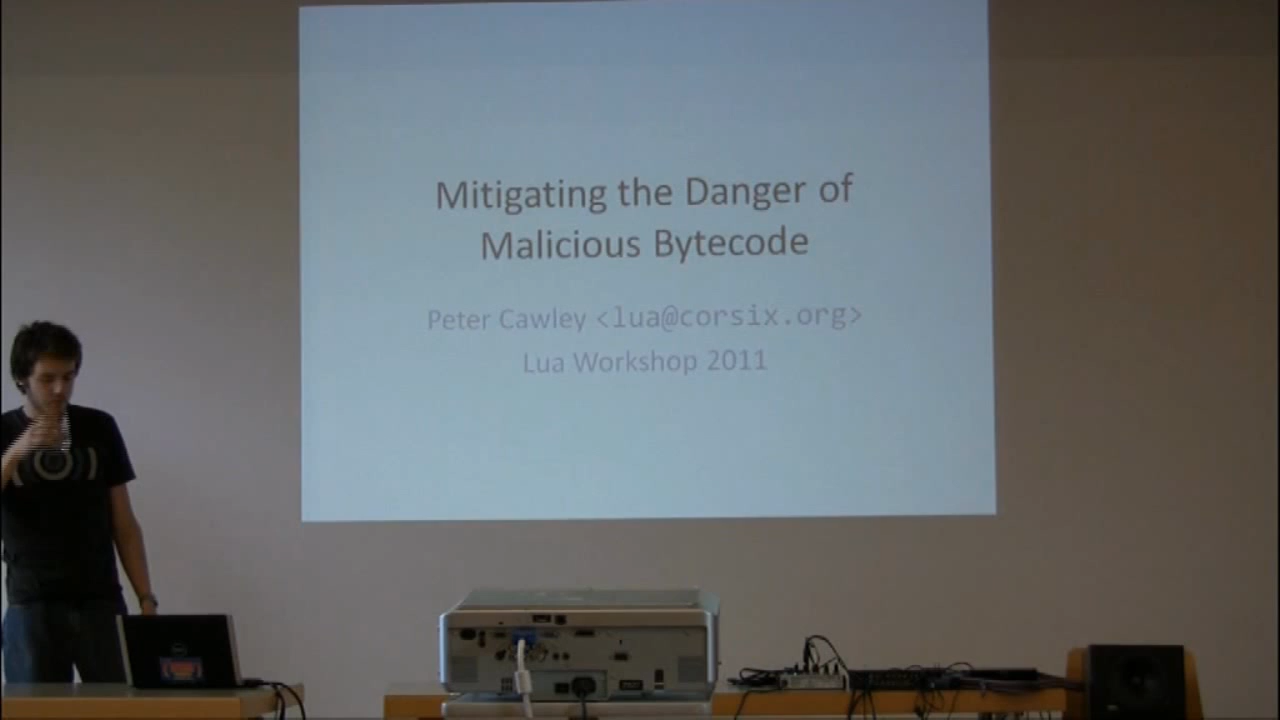 Mitigating the Danger of
Malicious Bytecode
Peter Cawley <lua@corsix.org>
Lua Workshop 2011